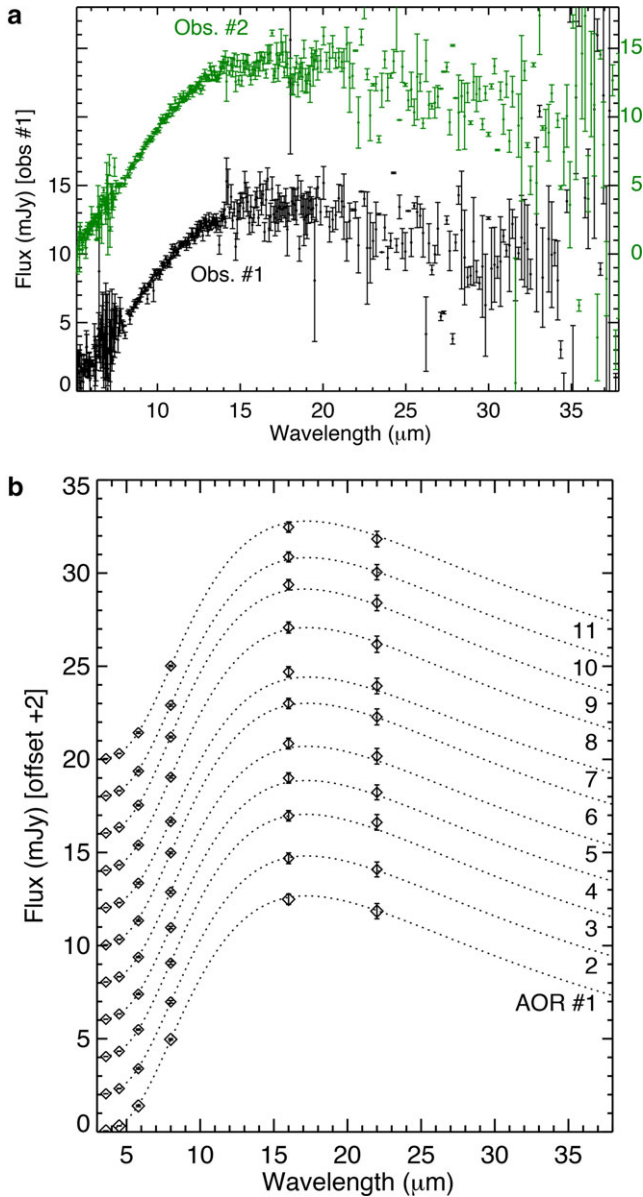 a
Obs. #2
Obs. #1
Flux (mJy) [obs #1]
15
10
5
0
15
10
5
0
10 15 20 25 30 35
Wavelength (μm)
b
Flux (mJy) [offset +2]
35
30
25
20
15
10
5
0
11
10
9
8
7
6
5
4
3
2
AOR #1
5 10 15 20 25 30 35
Wavelength (μm)